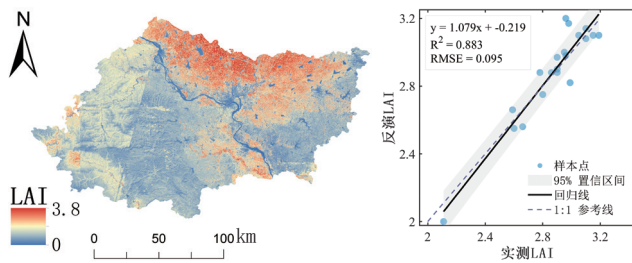 N
LAI
3.8
0
0 50 100 km
y = 1.079x + -0.219
R² = 0.883
RMSE = 0.095
3.2
2.8
2.4
2
反演LAI
样本点
95% 置信区间
回归线
1:1 参考线
2 2.4 2.8 3.2
实测LAI